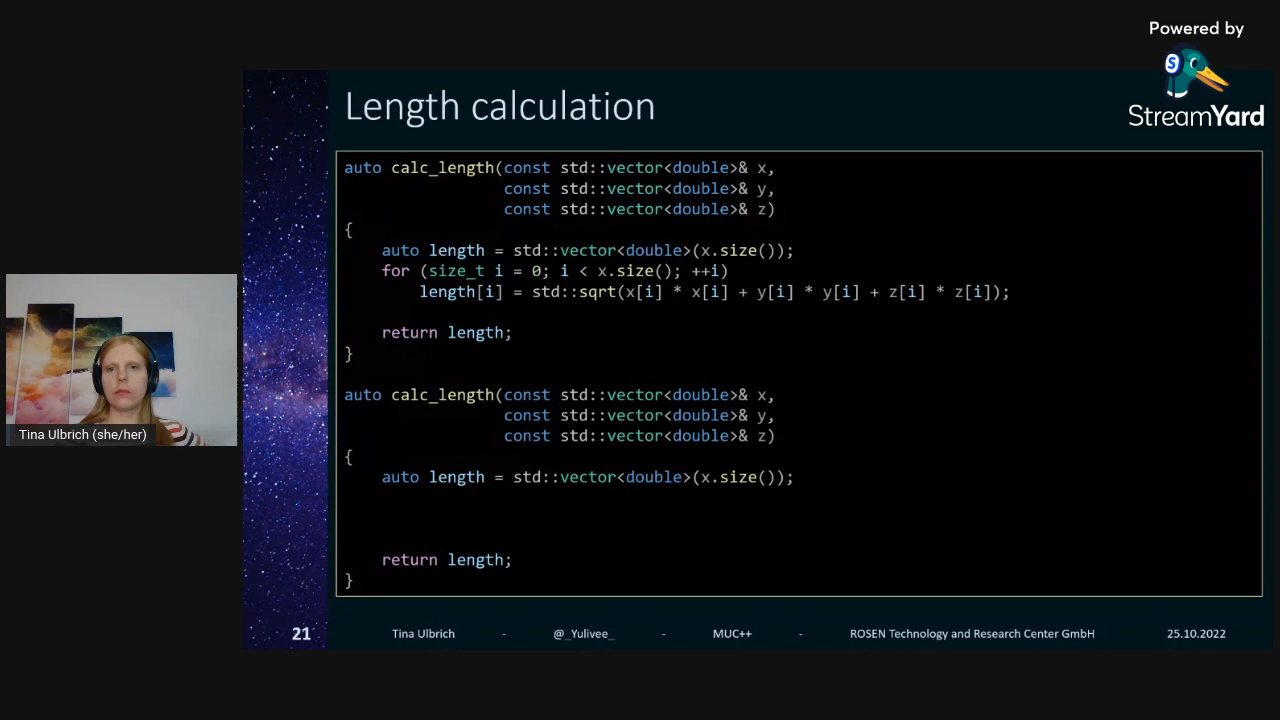 Powered by
StreamYard
Length calculation
auto calc_length(const std::vector<double>& x,
                 const std::vector<double>& y,
                 const std::vector<double>& z)
{
    auto length = std::vector<double>(x.size());
    for (size_t i = 0; i < x.size(); ++i)
        length[i] = std::sqrt(x[i] * x[i] + y[i] * y[i] + z[i] * z[i]);

    return length;
}

auto calc_length(const std::vector<double>& x,
                 const std::vector<double>& y,
                 const std::vector<double>& z)
{
    auto length = std::vector<double>(x.size());

    return length;
}
Tina Ulbrich (she/her)
21 Tina Ulbrich - @_Yulivee_ - MUC++ - ROSEN Technology and Research Center GmbH 25.10.2022